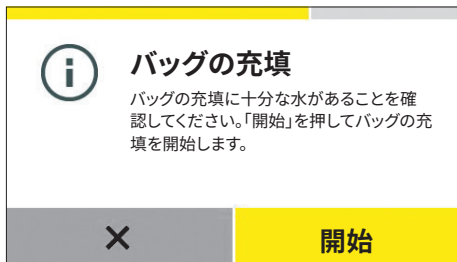 バッグの充填
バッグの充填に十分な水があることを確
認してください。「開始」を押してバッグの充
填を開始します。
開始